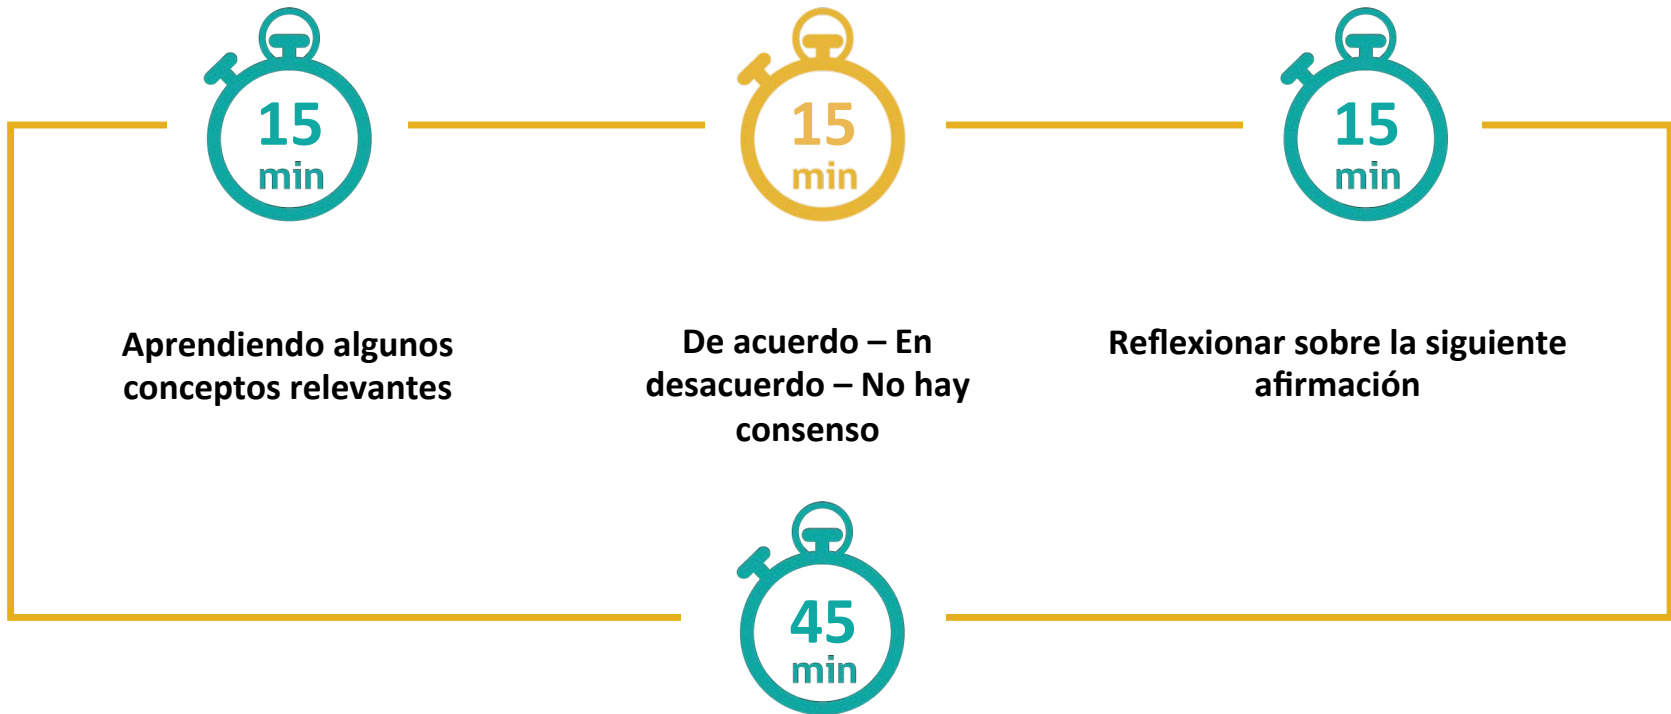 15
min
15
min
15
min
Aprendiendo algunos
conceptos relevantes
De acuerdo – En
desacuerdo – No hay
consenso
Reflexionar sobre la siguiente
afirmación
45
min